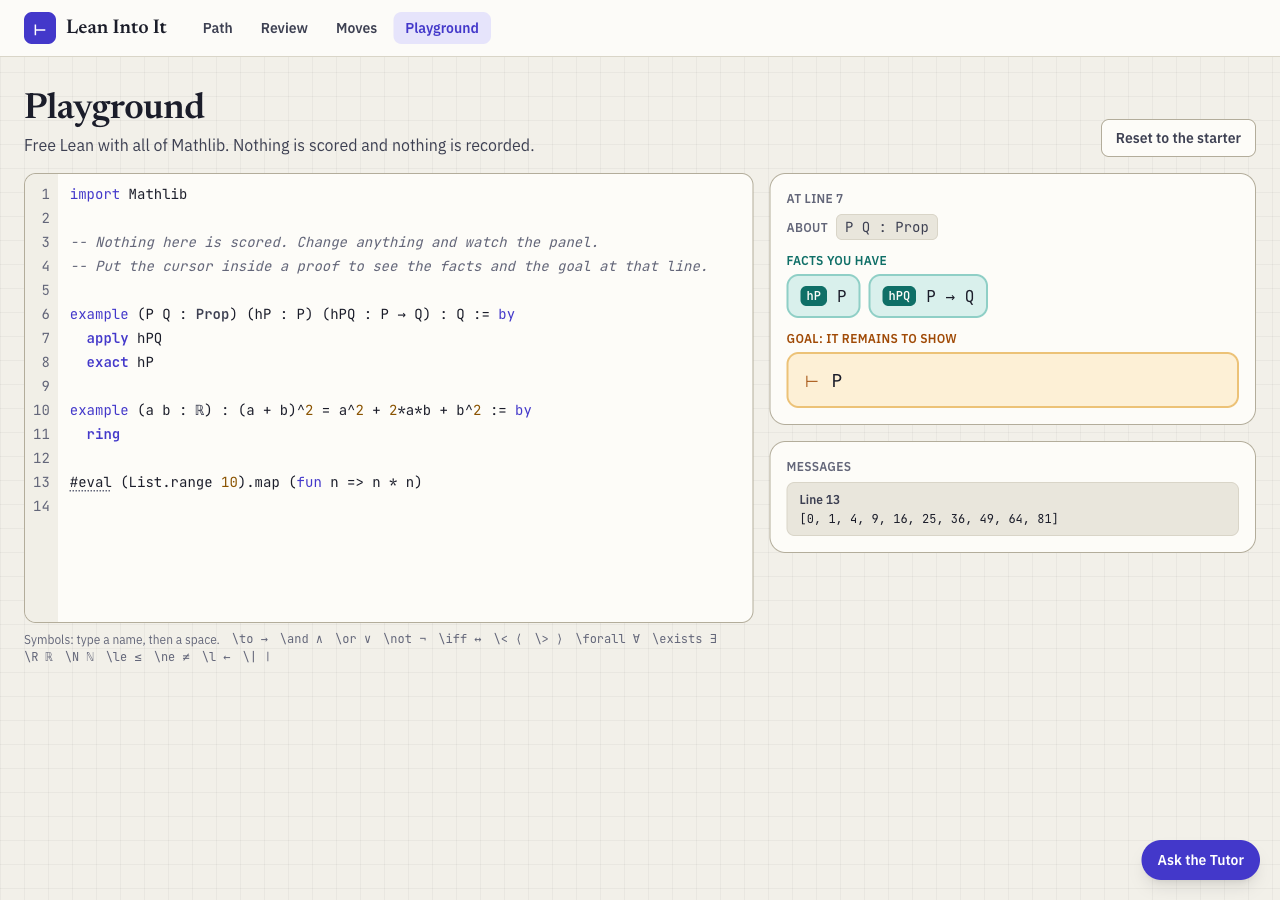 ⊢ Lean Into It Path Review Moves Playground
Playground
Free Lean with all of Mathlib. Nothing is scored and nothing is recorded.
Reset to the starter
1 import Mathlib
2
3 -- Nothing here is scored. Change anything and watch the panel.
4 -- Put the cursor inside a proof to see the facts and the goal at that line.
5
6 example (P Q : Prop) (hP : P) (hPQ : P → Q) : Q := by
7   apply hPQ
8   exact hP
9
10 example (a b : ℝ) : (a + b)^2 = a^2 + 2*a*b + b^2 := by
11   ring
12
13 #eval (List.range 10).map (fun n => n * n)
14
Symbols: type a name, then a space. \to → \and ∧ \or ∨ \not ¬ \iff ↔ \< ⟨ \> ⟩ \forall ∀ \exists ∃
\R ℝ \N ℕ \le ≤ \ne ≠ \l ← \| ∣
AT LINE 7
ABOUT P Q : Prop
FACTS YOU HAVE
hP P hPQ P → Q
GOAL: IT REMAINS TO SHOW
⊢ P
MESSAGES
Line 13
[0, 1, 4, 9, 16, 25, 36, 49, 64, 81]
Ask the Tutor